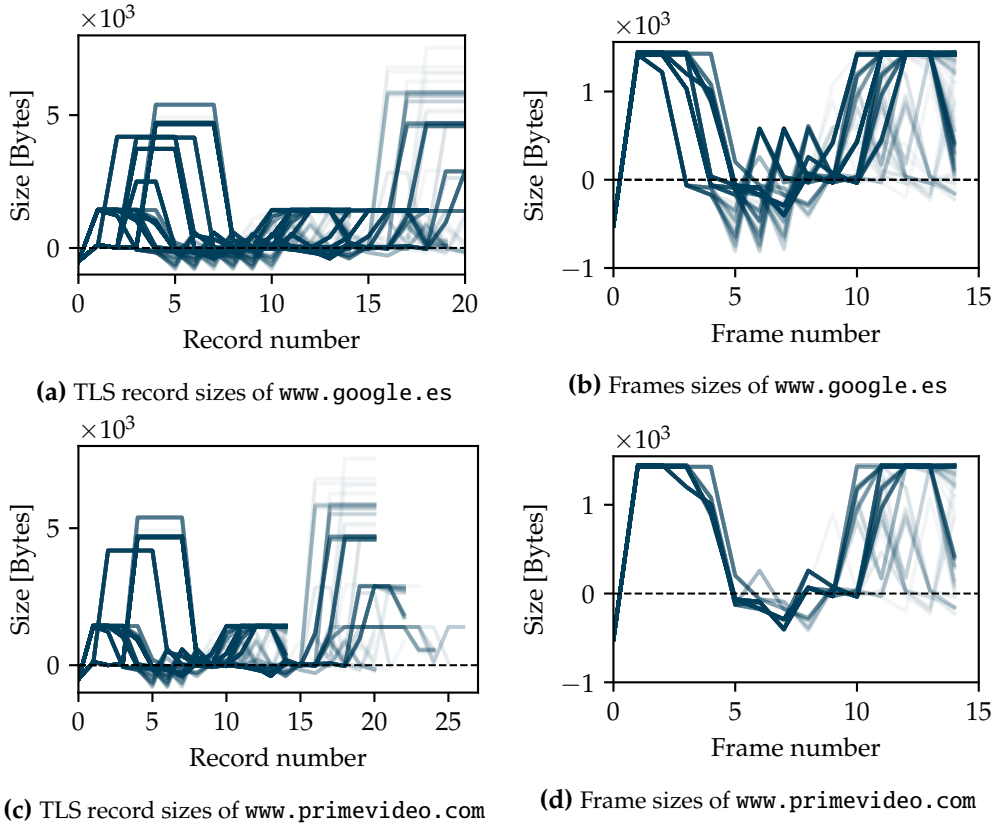 ×10³
Size [Bytes]
5
0
0 5 10 15 20
Record number
(a) TLS record sizes of www.google.es
×10³
Size [Bytes]
1
0
−1
0 5 10 15
Frame number
(b) Frames sizes of www.google.es
×10³
Size [Bytes]
5
0
0 5 10 15 20 25
Record number
(c) TLS record sizes of www.primevideo.com
×10³
Size [Bytes]
1
0
−1
0 5 10 15
Frame number
(d) Frame sizes of www.primevideo.com